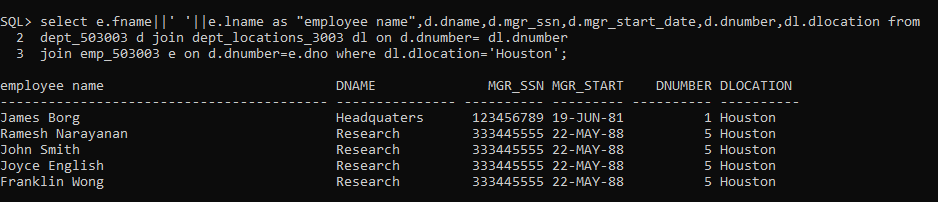 SQL> select e.fname||' '||e.lname as "employee name",d.dname,d.mgr_ssn,d.mgr_start_date,d.dnumber,dl.dlocation from
2 dept_503003 d join dept_locations_3003 dl on d.dnumber= dl.dnumber
3 join emp_503003 e on d.dnumber=e.dno where dl.dlocation='Houston';
employee name DNAME MGR_SSN MGR_START DNUMBER DLOCATION
----------------------------------------- --------------- ---------- --------- ---------- ----------
James Borg Headquaters 123456789 19-JUN-81 1 Houston
Ramesh Narayanan Research 333445555 22-MAY-88 5 Houston
John Smith Research 333445555 22-MAY-88 5 Houston
Joyce English Research 333445555 22-MAY-88 5 Houston
Franklin Wong Research 333445555 22-MAY-88 5 Houston